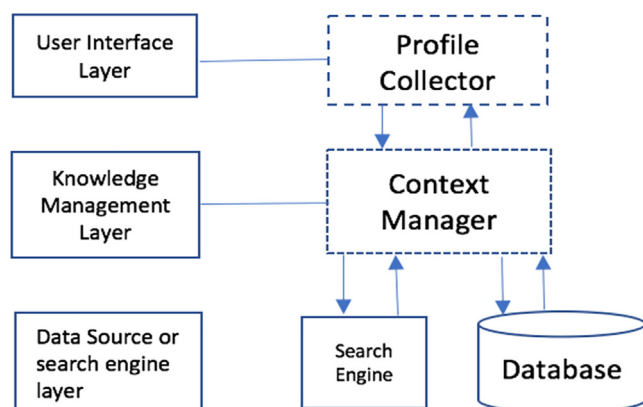 User Interface
Layer
Profile
Collector
Knowledge
Management
Layer
Context
Manager
Data Source or
search engine
layer
Search
Engine
Database